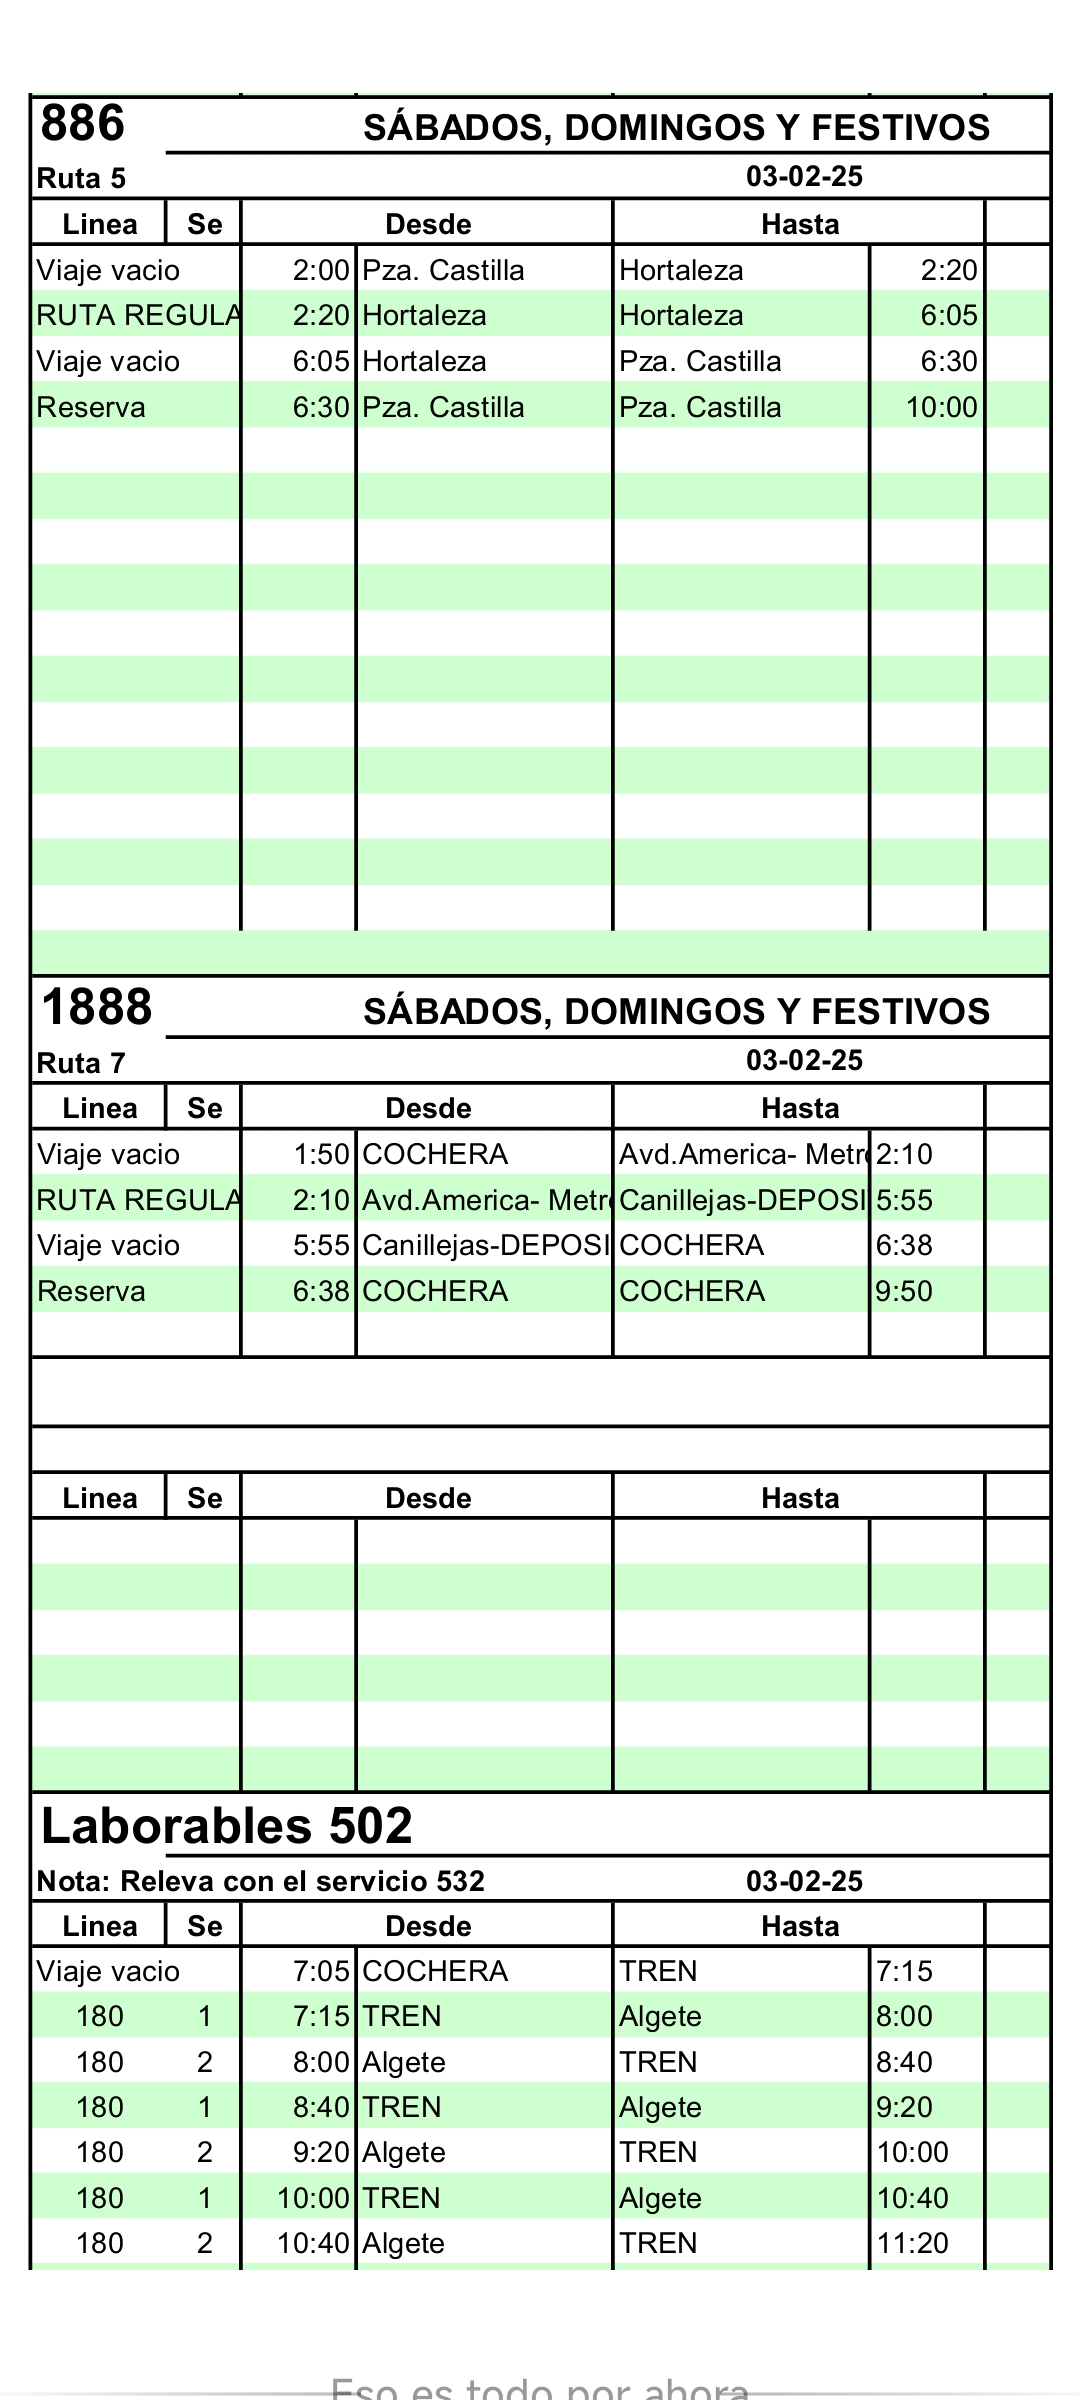 886 SÁBADOS, DOMINGOS Y FESTIVOS
Ruta 5 03-02-25
Linea Se Desde Hasta
Viaje vacio 2:00 Pza. Castilla Hortaleza 2:20
RUTA REGULA 2:20 Hortaleza Hortaleza 6:05
Viaje vacio 6:05 Hortaleza Pza. Castilla 6:30
Reserva 6:30 Pza. Castilla Pza. Castilla 10:00
1888 SÁBADOS, DOMINGOS Y FESTIVOS
Ruta 7 03-02-25
Linea Se Desde Hasta
Viaje vacio 1:50 COCHERA Avd.America- Metr 2:10
RUTA REGULA 2:10 Avd.America- Metr Canillejas-DEPOSI 5:55
Viaje vacio 5:55 Canillejas-DEPOSI COCHERA 6:38
Reserva 6:38 COCHERA COCHERA 9:50
Linea Se Desde Hasta
Laborables 502
Nota: Releva con el servicio 532 03-02-25
Linea Se Desde Hasta
Viaje vacio 7:05 COCHERA TREN 7:15
180 1 7:15 TREN Algete 8:00
180 2 8:00 Algete TREN 8:40
180 1 8:40 TREN Algete 9:20
180 2 9:20 Algete TREN 10:00
180 1 10:00 TREN Algete 10:40
180 2 10:40 Algete TREN 11:20
Eso es todo por ahora